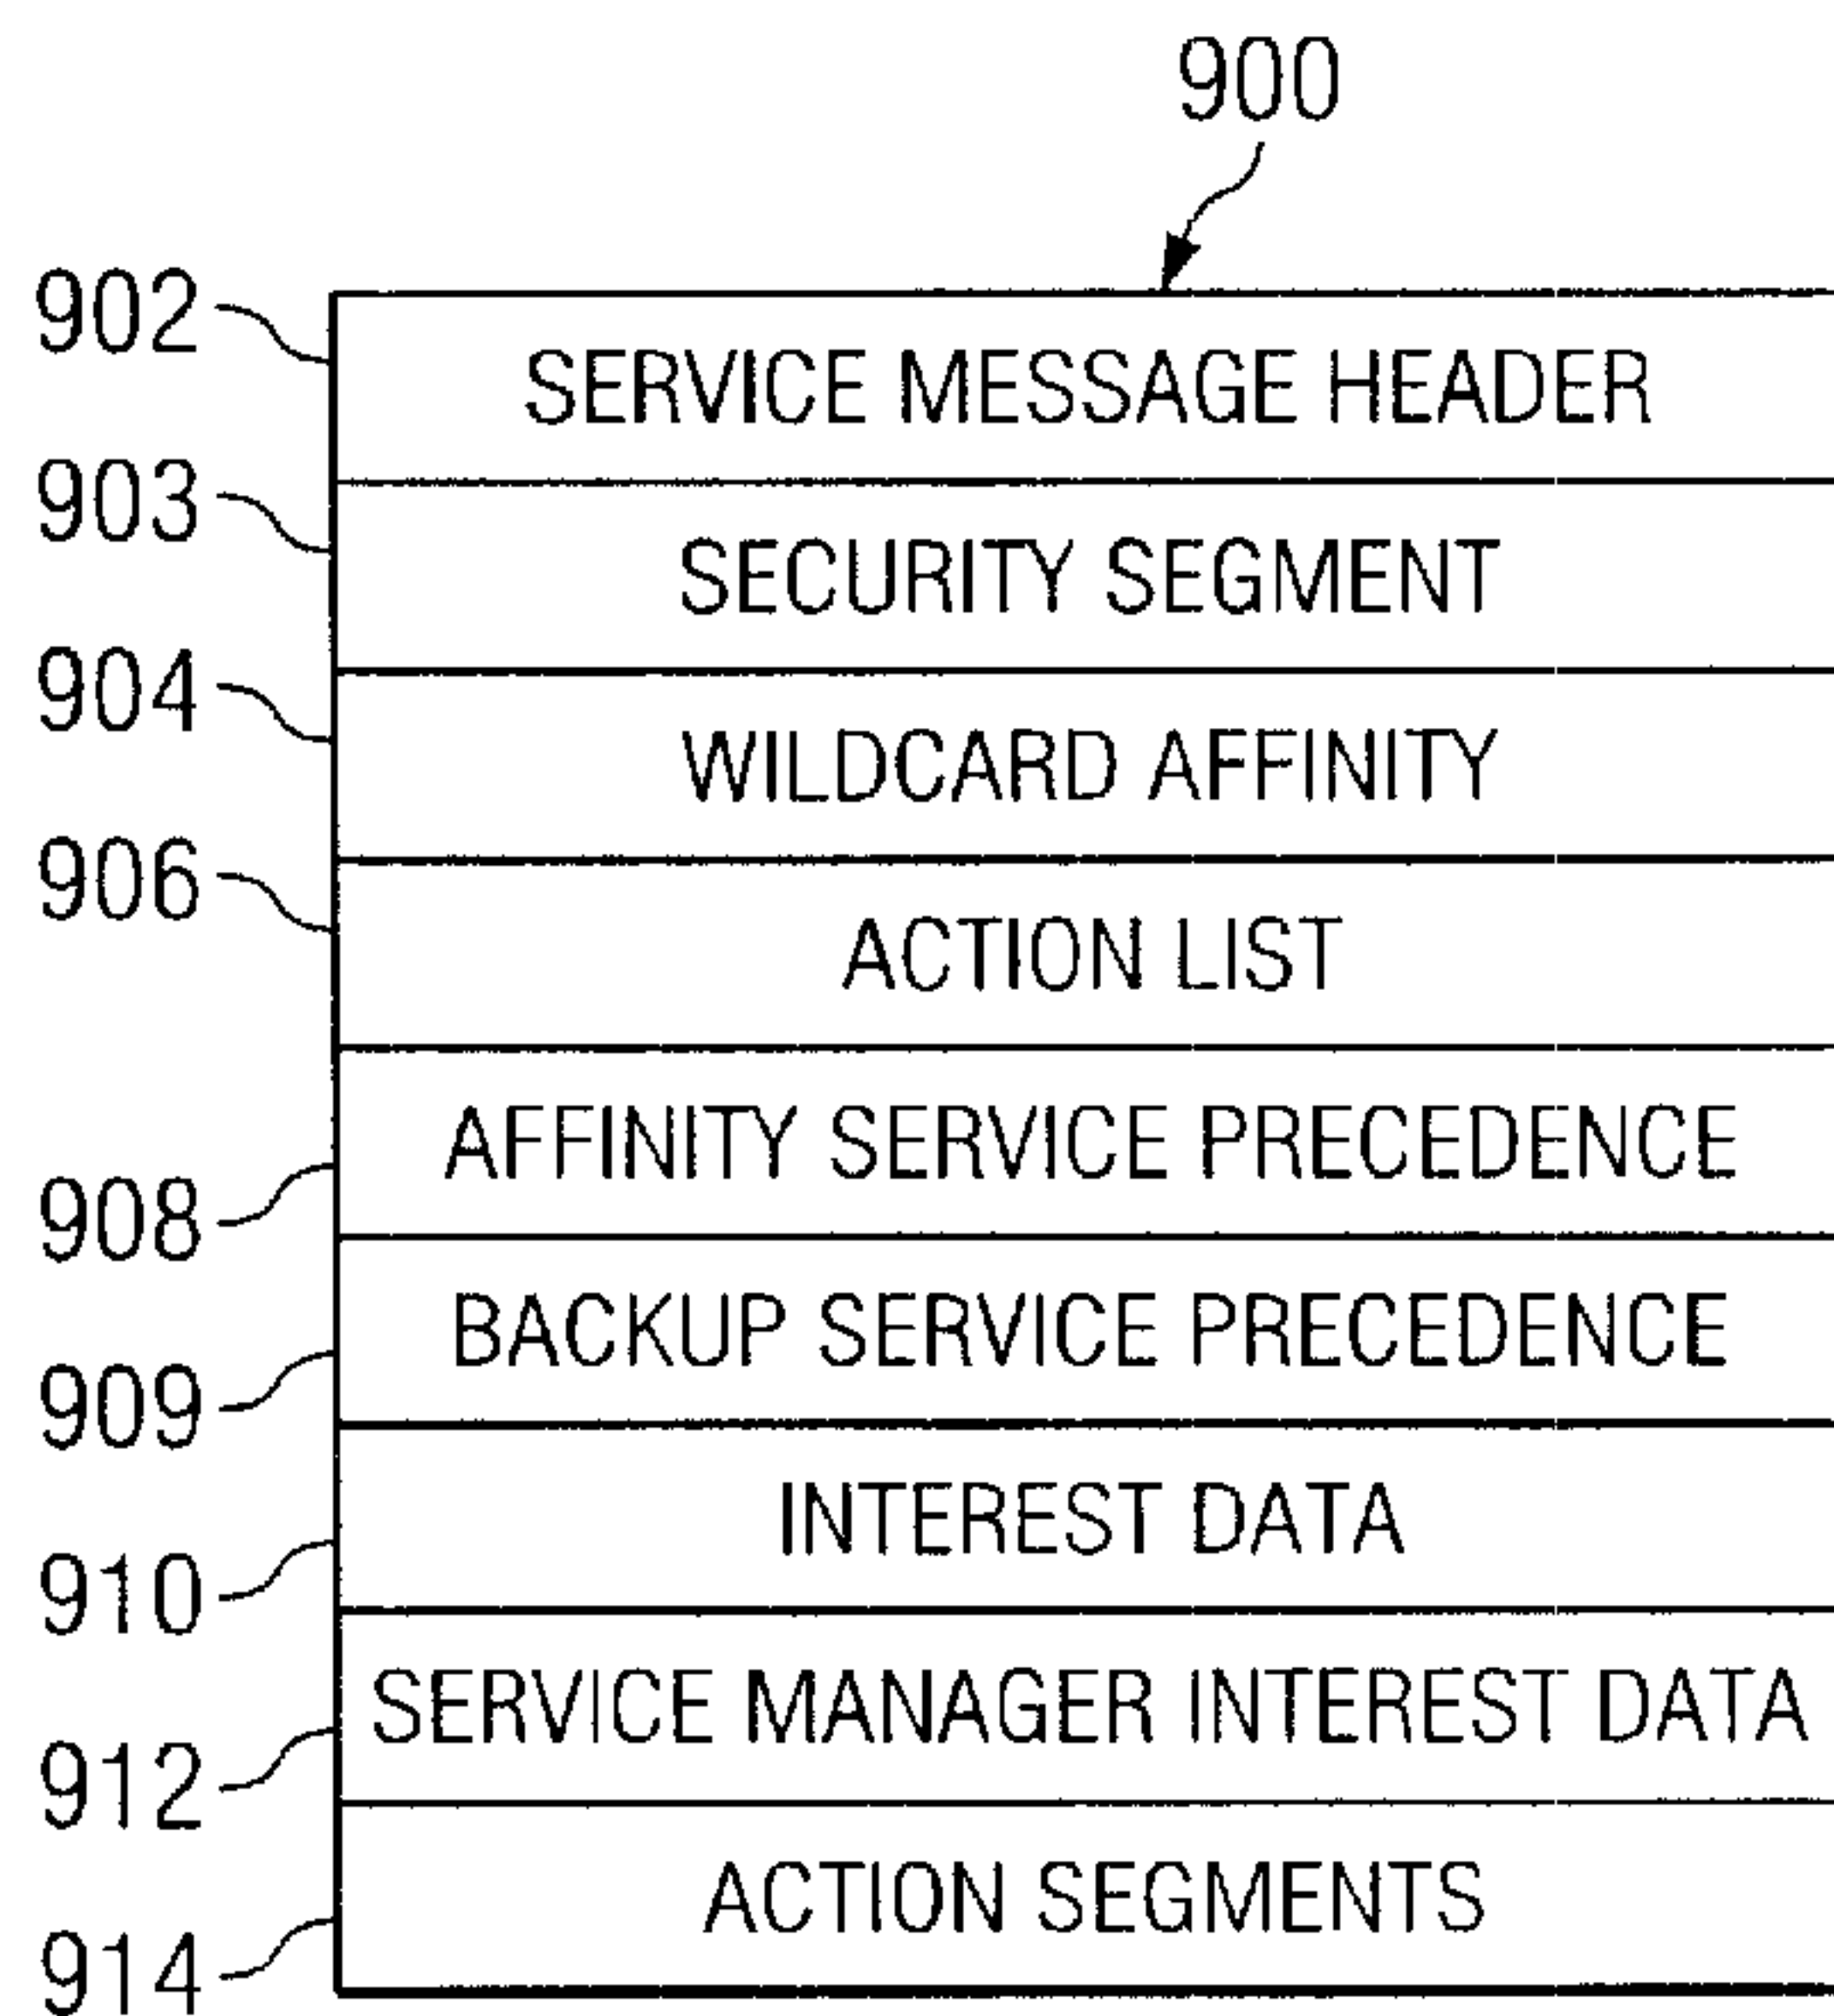 900
902
SERVICE MESSAGE HEADER
903
SECURITY SEGMENT
904
WILDCARD AFFINITY
906
ACTION LIST
908
AFFINITY SERVICE PRECEDENCE
909
BACKUP SERVICE PRECEDENCE
910
INTEREST DATA
912
SERVICE MANAGER INTEREST DATA
914
ACTION SEGMENTS